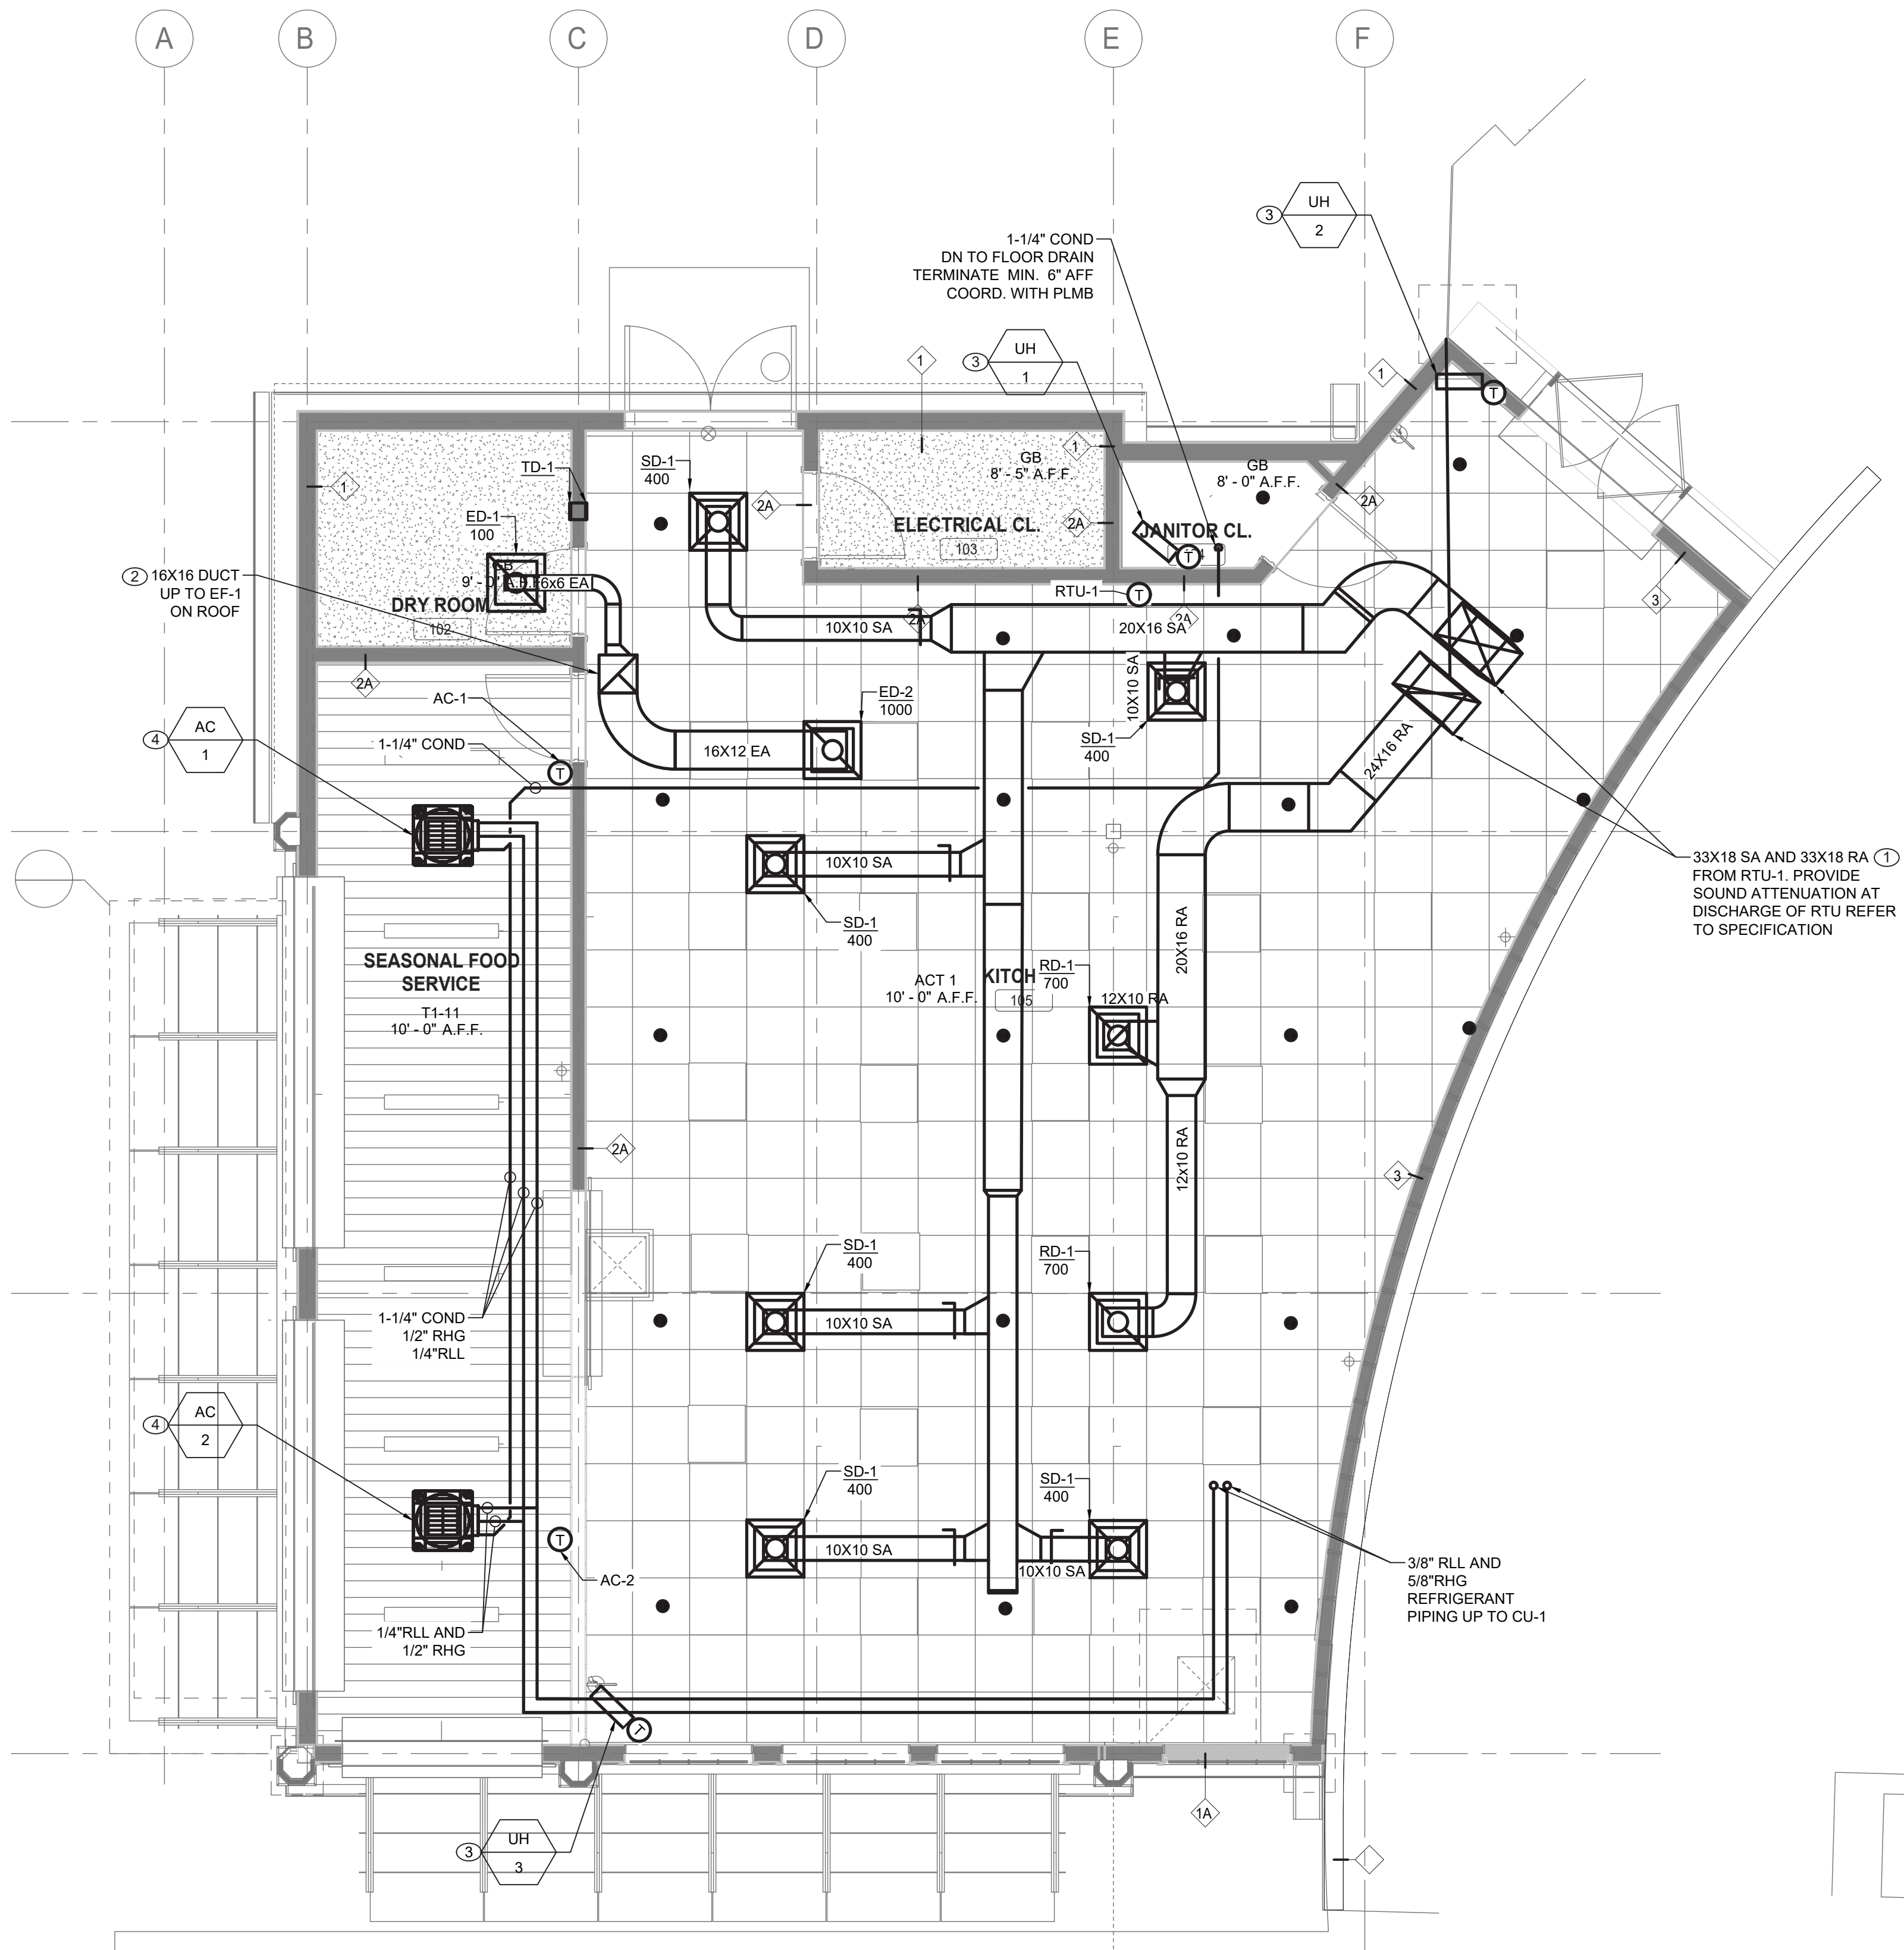 A
B
C
D
E
F
UH
2
3
1-1/4" COND
DN TO FLOOR DRAIN
TERMINATE MIN. 6" AFF
COORD. WITH PLMB
UH
1
3
1
1
T
TD-1
SD-1
400
1
GB
8' - 5" A.F.F.
GB
8' - 0" A.F.F.
1
2A
2A
ED-1
100
ELECTRICAL CL.
103
2A
JANITOR CL.
T
2 16X16 DUCT
UP TO EF-1
ON ROOF
GB
9' - 0" A.F.F.
6x6 EA
DRY ROOM
102
RTU-1
T
3
2A
2A
10X10 SA
20X16 SA
2A
10X10 SA
AC-1
ED-2
1000
AC
1
4
1-1/4" COND
T
16X12 EA
SD-1
400
24X16 RA
10X10 SA
33X18 SA AND 33X18 RA 1
FROM RTU-1. PROVIDE
SOUND ATTENUATION AT
DISCHARGE OF RTU REFER
TO SPECIFICATION
SD-1
400
20X16 RA
SEASONAL FOOD
SERVICE
T1-11
10' - 0" A.F.F.
ACT 1
10' - 0" A.F.F.
KITCH
105
RD-1
700
12X10 RA
2A
12x10 RA
3
SD-1
400
RD-1
700
1-1/4" COND
1/2" RHG
1/4"RLL
10X10 SA
AC
2
4
SD-1
400
SD-1
400
T
AC-2
10X10 SA
10X10 SA
3/8" RLL AND
5/8"RHG
REFRIGERANT
PIPING UP TO CU-1
1/4"RLL AND
1/2" RHG
T
1A
UH
3
3